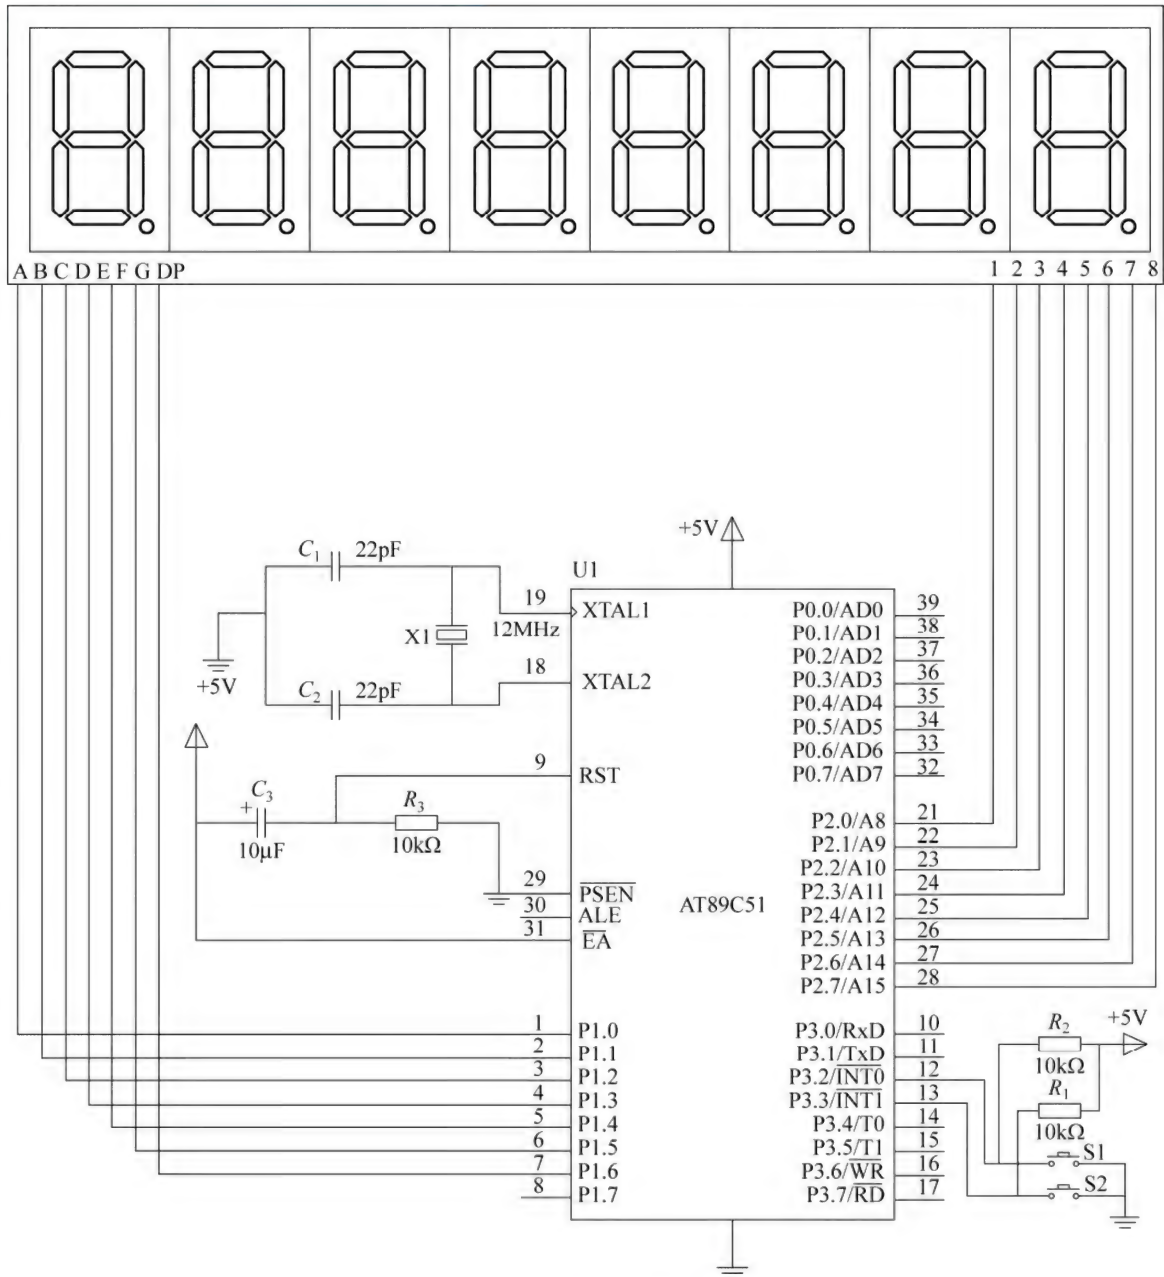 A B C D E F G DP
1 2 3 4 5 6 7 8
+5V
C1 22pF
U1
19 XTAL1
12MHz
X1
18 XTAL2
+5V
C2 22pF
9 RST
C3
+
10μF
R3
10kΩ
29 PSEN
30 ALE
31 EA
AT89C51
1 P1.0
2 P1.1
3 P1.2
4 P1.3
5 P1.4
6 P1.5
7 P1.6
8 P1.7
P0.0/AD0 39
P0.1/AD1 38
P0.2/AD2 37
P0.3/AD3 36
P0.4/AD4 35
P0.5/AD5 34
P0.6/AD6 33
P0.7/AD7 32
P2.0/A8 21
P2.1/A9 22
P2.2/A10 23
P2.3/A11 24
P2.4/A12 25
P2.5/A13 26
P2.6/A14 27
P2.7/A15 28
P3.0/RxD 10
P3.1/TxD 11
P3.2/INT0 12
P3.3/INT1 13
P3.4/T0 14
P3.5/T1 15
P3.6/WR 16
P3.7/RD 17
R2
+5V
10kΩ
R1
10kΩ
S1
S2